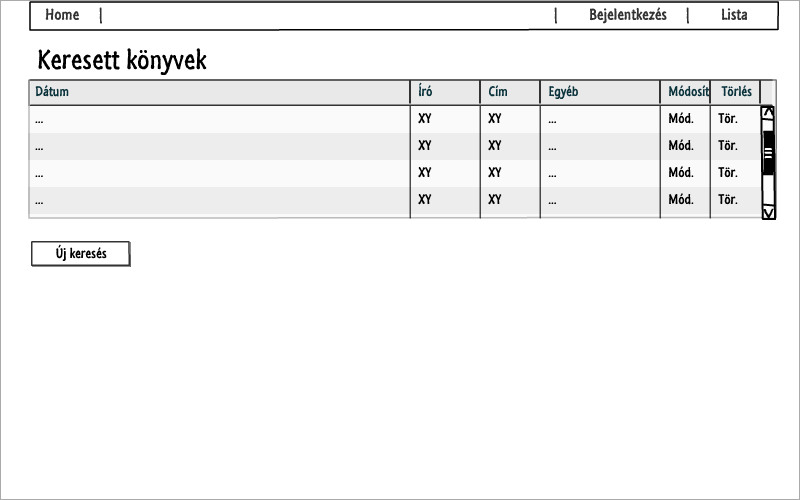 Home | | Bejelentkezés | Lista
Keresett könyvek
Dátum Író Cím Egyéb Módosít Törlés
... XY XY ... Mód. Tör.
... XY XY ... Mód. Tör.
... XY XY ... Mód. Tör.
... XY XY ... Mód. Tör.
Új keresés